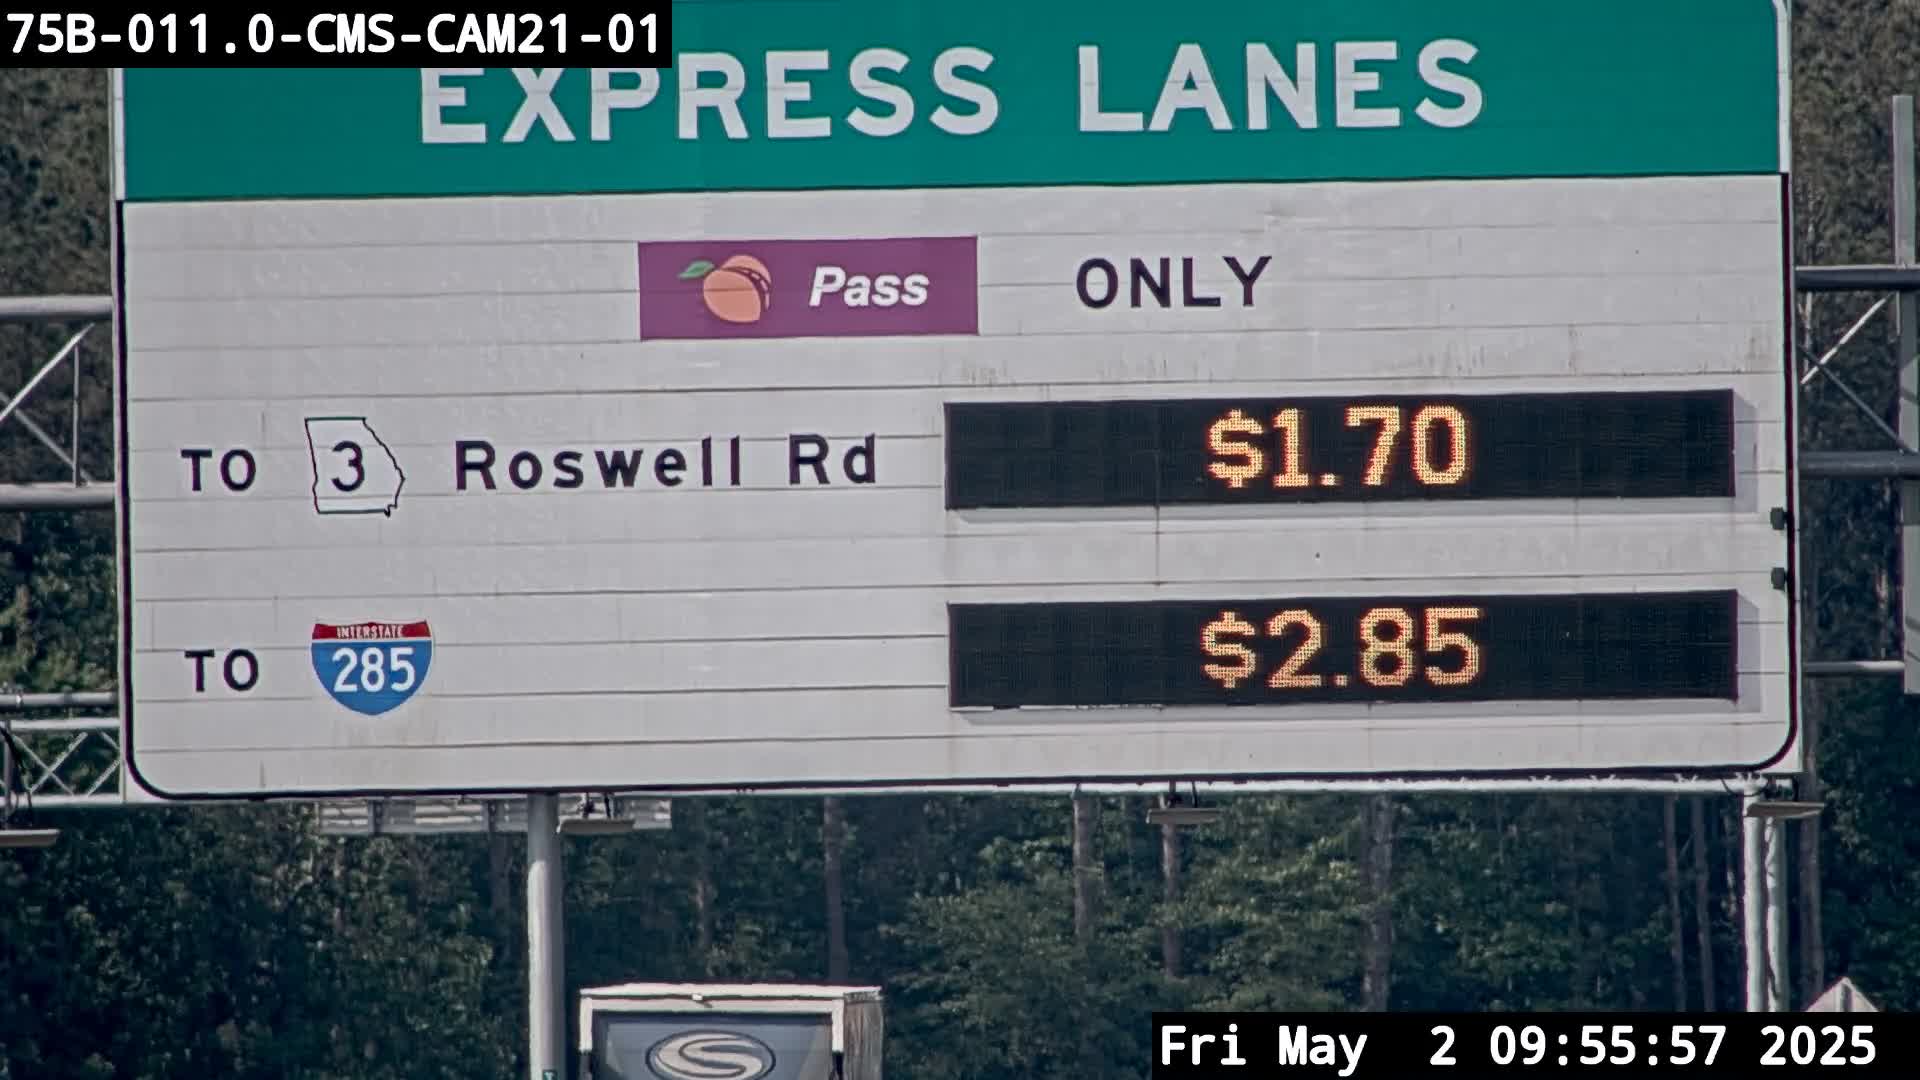 75B-011.0-CMS-CAM21-01
EXPRESS LANES
Pass ONLY
TO 3 Roswell Rd $1.70
INTERSTATE
TO 285 $2.85
Fri May 2 09:55:57 2025